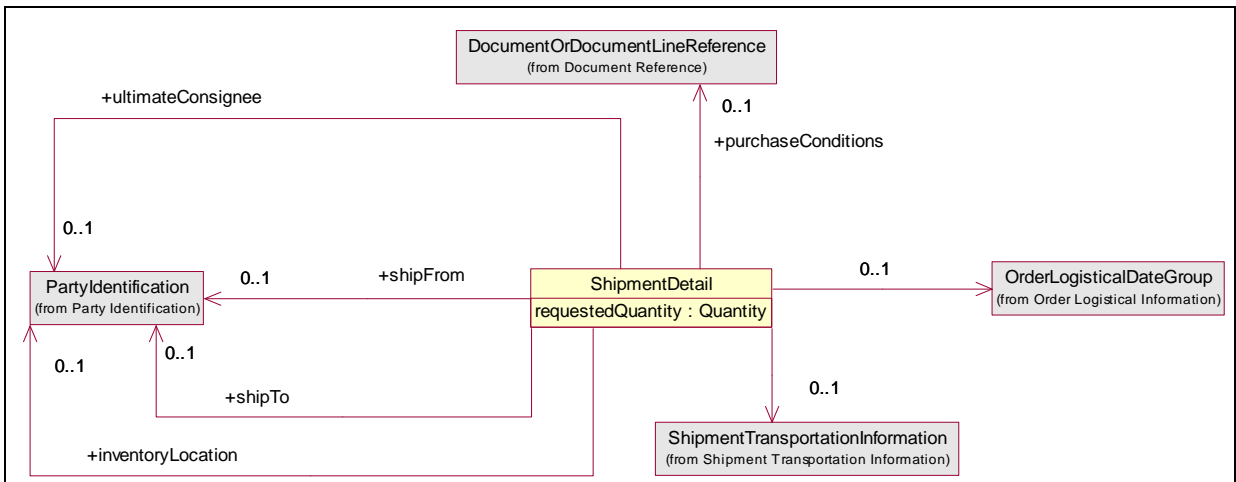 DocumentOrDocumentLineReference
(from Document Reference)
+ultimateConsignee
0..1
+purchaseConditions
0..1
0..1
+shipFrom
ShipmentDetail
requestedQuantity : Quantity
0..1
OrderLogisticalDateGroup
(from Order Logistical Information)
PartyIdentification
(from Party Identification)
0..1
0..1
+shipTo
0..1
ShipmentTransportationInformation
(from Shipment Transportation Information)
+inventoryLocation